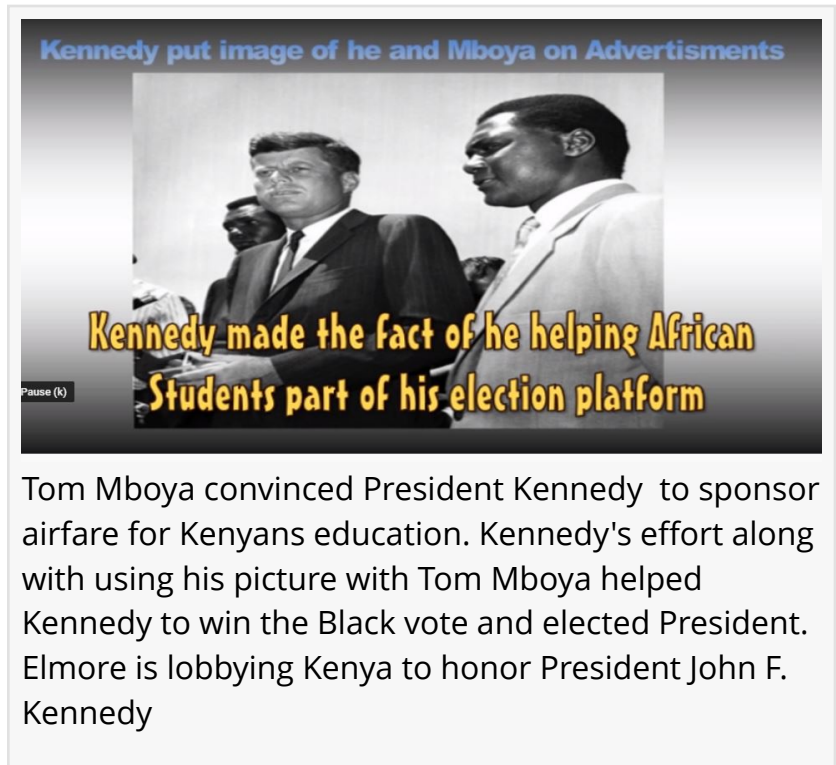 Kennedy put image of he and Mboya on Advertisments
Kennedy made the fact of he helping African
Pause (k)
Students part of his election platform
Tom Mboya convinced President Kennedy  to sponsor
airfare for Kenyans education. Kennedy's effort along
with using his picture with Tom Mboya helped
Kennedy to win the Black vote and elected President.
Elmore is lobbying Kenya to honor President John F.
Kennedy